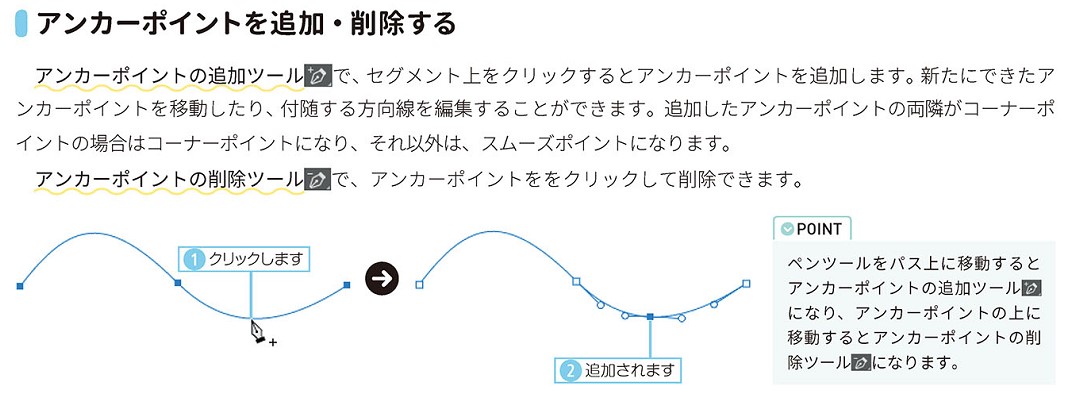 アンカーポイントを追加・削除する
アンカーポイントの追加ツールで、セグメント上をクリックするとアンカーポイントを追加します。新たにできたア
ンカーポイントを移動したり、付随する方向線を編集することができます。追加したアンカーポイントの両隣がコーナーポ
イントの場合はコーナーポイントになり、それ以外は、スムーズポイントになります。
アンカーポイントの削除ツールで、アンカーポイントををクリックして削除できます。
1 クリックします
2 追加されます
POINT
ペンツールをパス上に移動すると
アンカーポイントの追加ツール
になり、アンカーポイントの上に
移動するとアンカーポイントの削
除ツールになります。